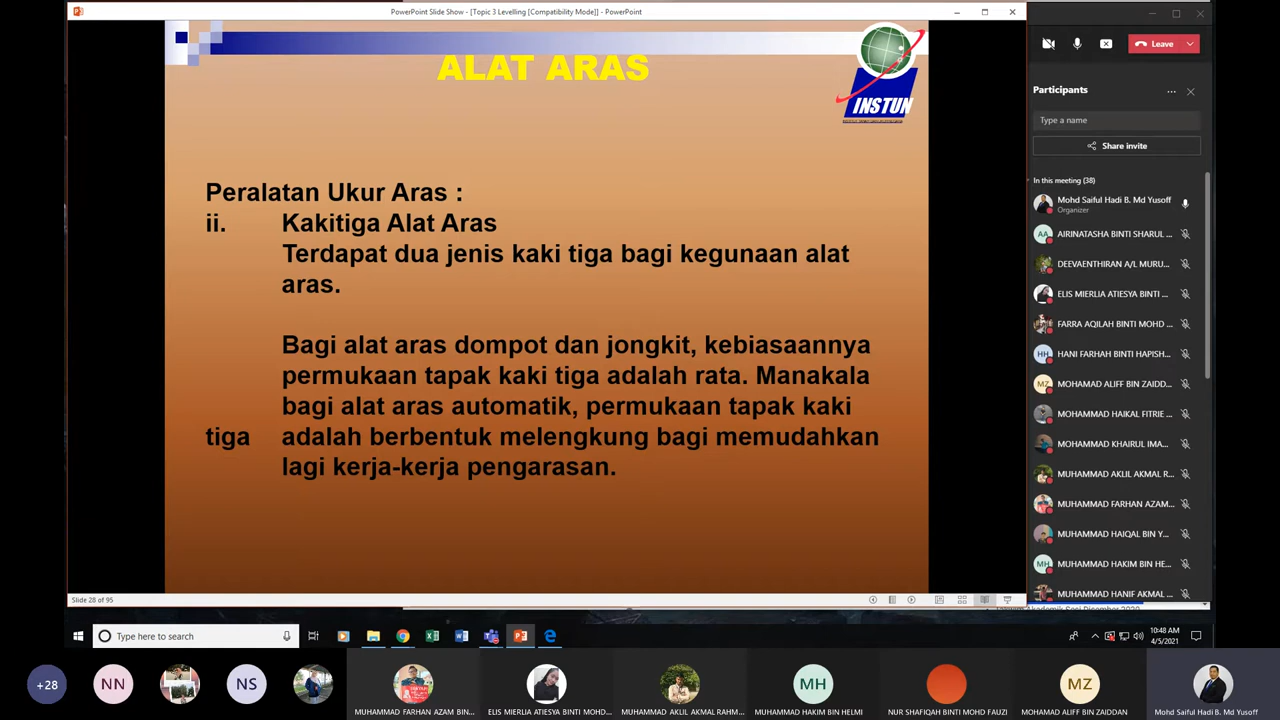 PowerPoint Slide Show - [Topic 3 Levelling [Compatibility Mode]] - PowerPoint
ALAT ARAS
INSTUN
Peralatan Ukur Aras :
ii. Kakitiga Alat Aras
Terdapat dua jenis kaki tiga bagi kegunaan alat
aras.
Bagi alat aras dompot dan jongkit, kebiasaannya
permukaan tapak kaki tiga adalah rata. Manakala
bagi alat aras automatik, permukaan tapak kaki
tiga adalah berbentuk melengkung bagi memudahkan
lagi kerja-kerja pengarasan.
Slide 28 of 95
Leave
Participants
Type a name
Share invite
In this meeting (38)
Mohd Saiful Hadi B. Md Yusoff
Organizer
AA AIRINATASHA BINTI SHARUL ...
DEEVAENTHIRAN A/L MURU...
ELIS MIERLIA ATIESYA BINTI ...
FARRA AQILAH BINTI MOHD ...
HH HANI FARHAH BINTI HAPISH...
MZ MOHAMAD ALIFF BIN ZAIDD...
MOHAMMAD HAIKAL FITRIE ...
MOHAMMAD KHAIRUL IMA...
MUHAMMAD AKLIL AKMAL R...
MUHAMMAD FARHAN AZAM...
MUHAMMAD HAIQAL BIN Y...
MH MUHAMMAD HAKIM BIN HE...
MUHAMMAD HANIF AKMAL ...
Type here to search
10:48 AM
4/5/2021
+28
NN
NS
MUHAMMAD FARHAN AZAM BIN...
ELIS MIERLIA ATIESYA BINTI MOHD...
MUHAMMAD AKLIL AKMAL RAHM...
MH
MUHAMMAD HAKIM BIN HELMI
NUR SHAFIQAH BINTI MOHD FAUZI
MZ
MOHAMAD ALIFF BIN ZAIDDAN
Mohd Saiful Hadi B. Md Yusoff